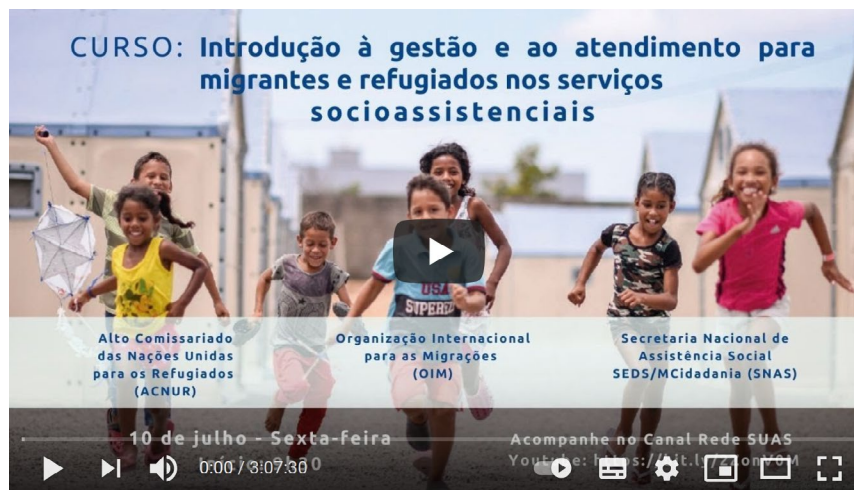 CURSO: Introdução à gestão e ao atendimento para
migrantes e refugiados nos serviços
socioassistenciais
USA
Alto Comissariado
das Nações Unidas
para os Refugiados
(ACNUR)
Organização Internacional
para as Migrações
(OIM)
Secretaria Nacional de
Assistência Social
SEDS/MCidadania (SNAS)
10 de julho - Sexta-feira
Acompanhe no Canal Rede SUAS
Youtube:
0:00 / 3:07:30